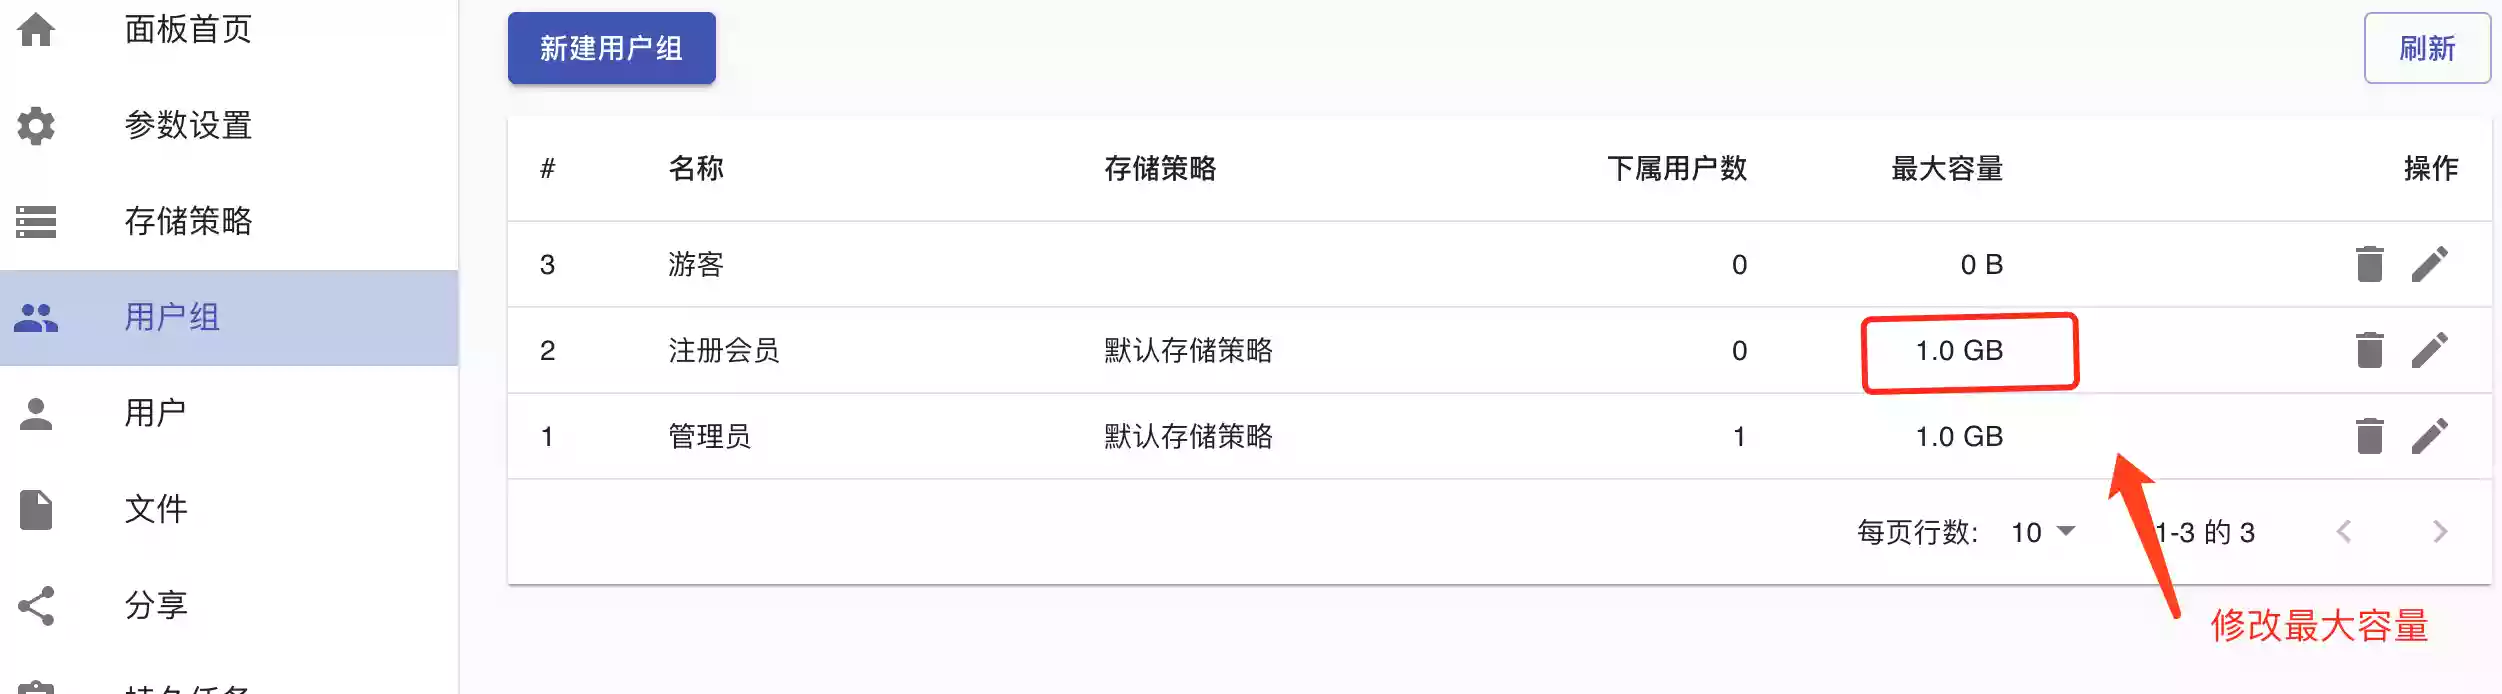 面板首页
参数设置
存储策略
用户组
用户
文件
分享
新建用户组
刷新
# 名称 存储策略 下属用户数 最大容量 操作
3 游客 0 0 B
2 注册会员 默认存储策略 0 1.0 GB
1 管理员 默认存储策略 1 1.0 GB
每页行数: 10 1-3 的 3
修改最大容量